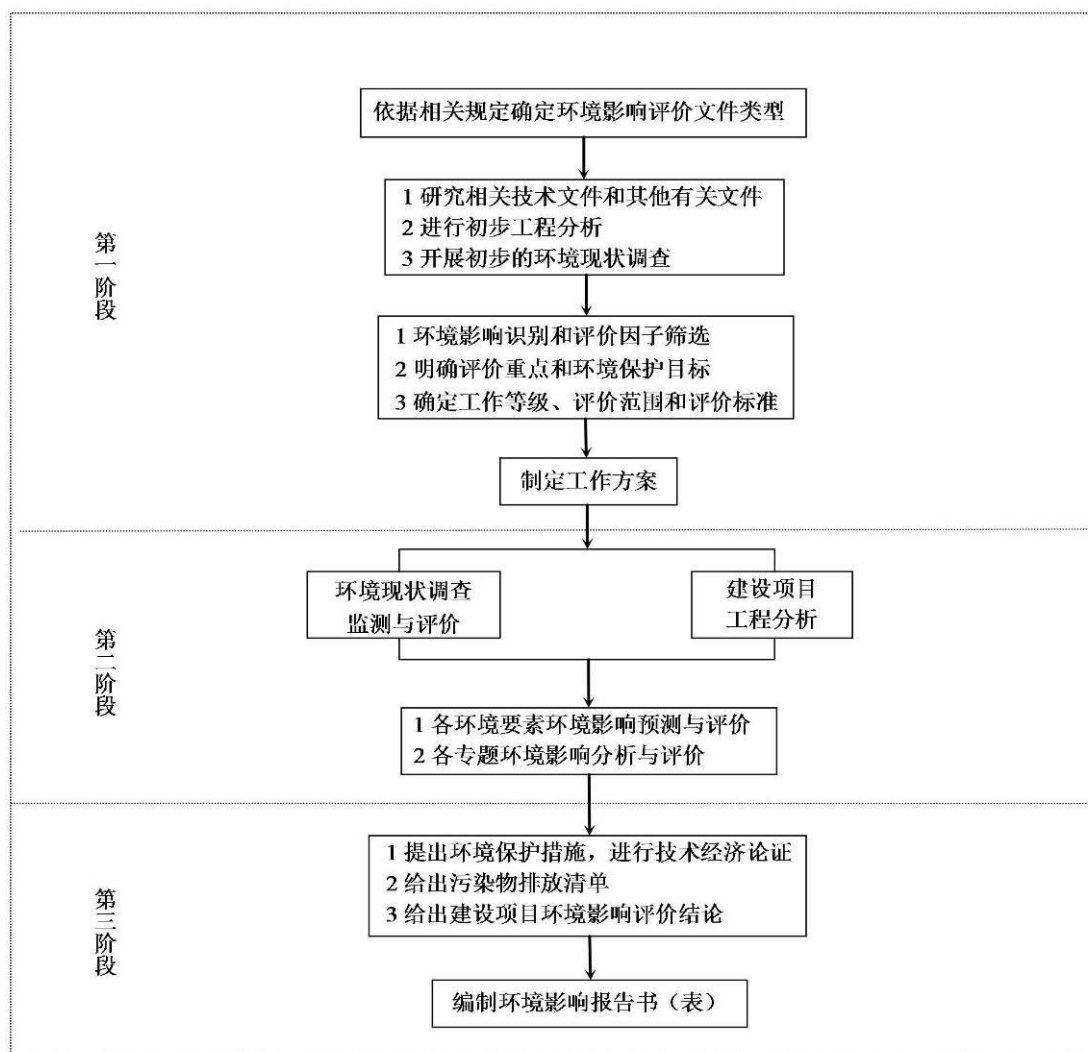 第一阶段
依据相关规定确定环境影响评价文件类型
1 研究相关技术文件和其他有关文件
2 进行初步工程分析
3 开展初步的环境现状调查
1 环境影响识别和评价因子筛选
2 明确评价重点和环境保护目标
3 确定工作等级、评价范围和评价标准
制定工作方案
第二阶段
环境现状调查
监测与评价
建设项目
工程分析
1 各环境要素环境影响预测与评价
2 各专题环境影响分析与评价
第三阶段
1 提出环境保护措施，进行技术经济论证
2 给出污染物排放清单
3 给出建设项目环境影响评价结论
编制环境影响报告书（表）